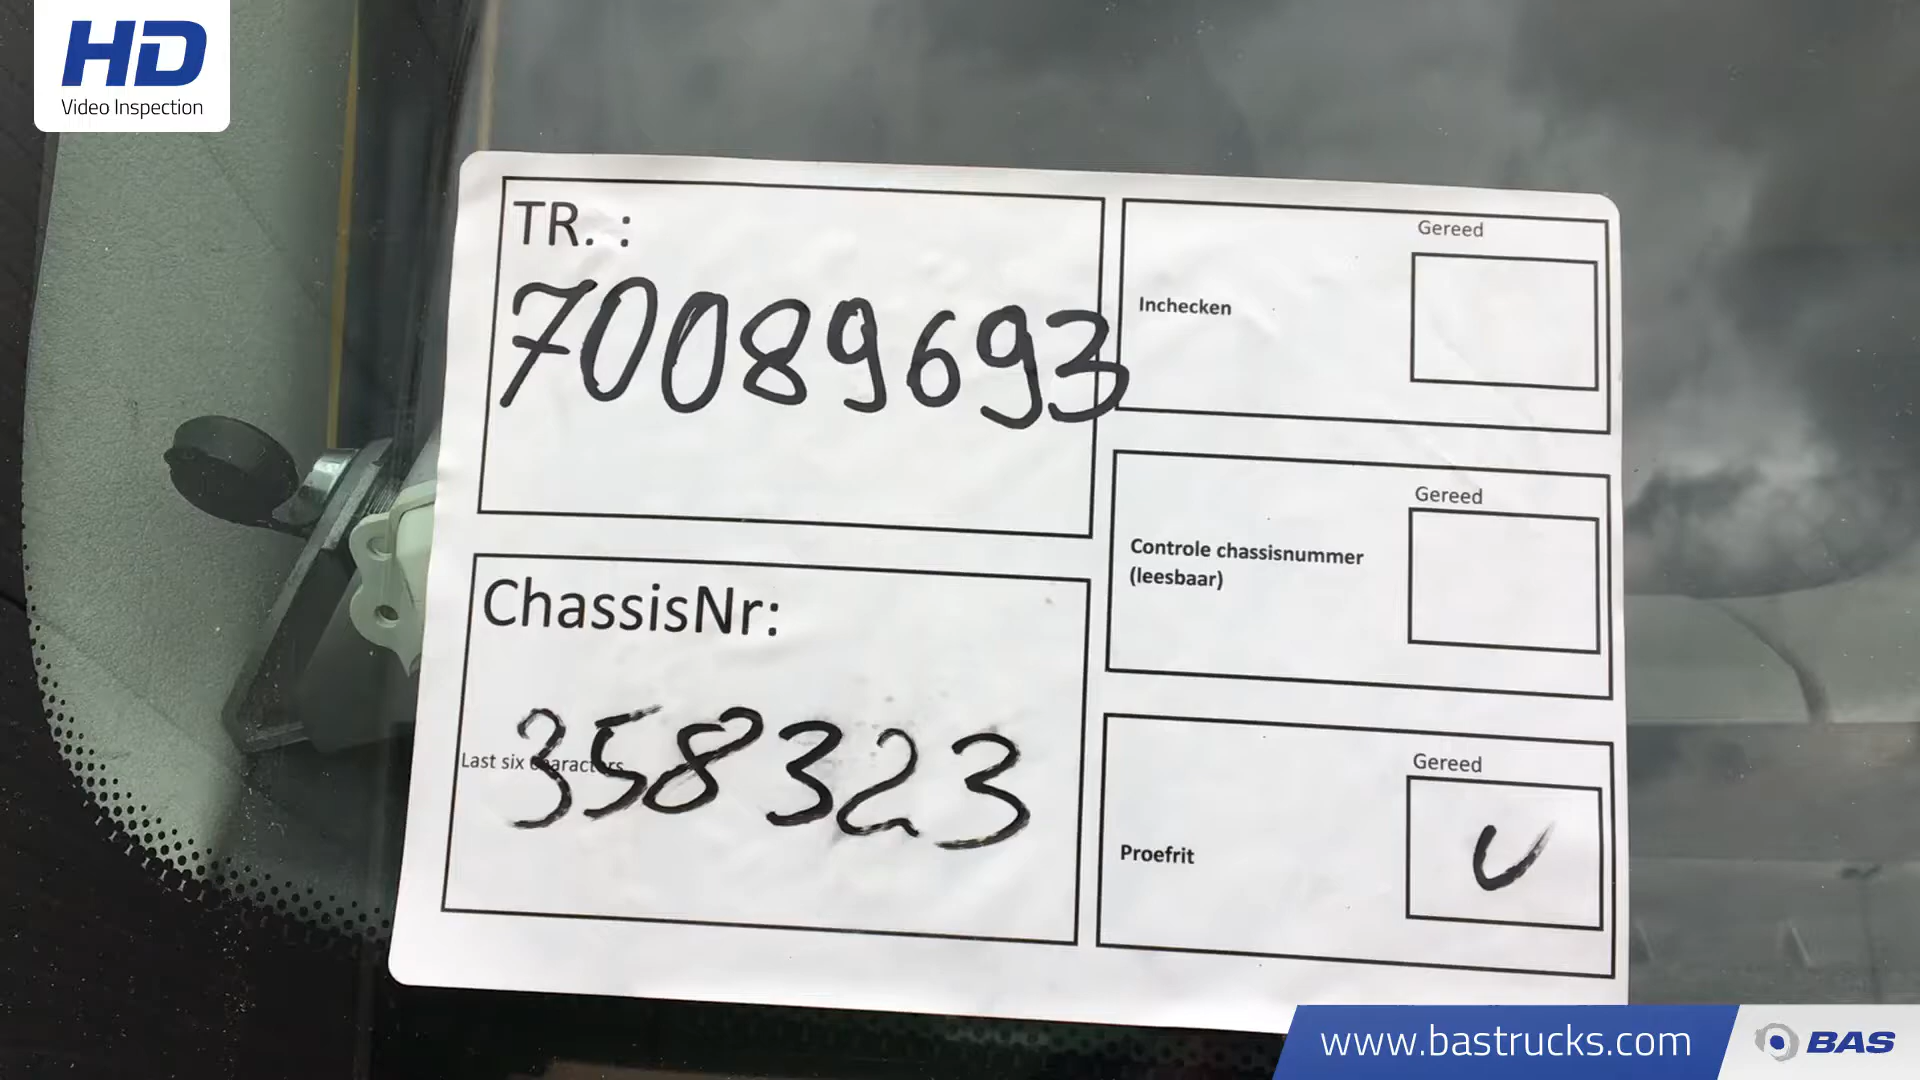 HD
Video Inspection
TR. :
70089693
ChassisNr:
Last six characters
358323
Gereed
Inchecken
Gereed
Controle chassisnummer
(leesbaar)
Gereed
Proefrit
www.bastrucks.com
BAS